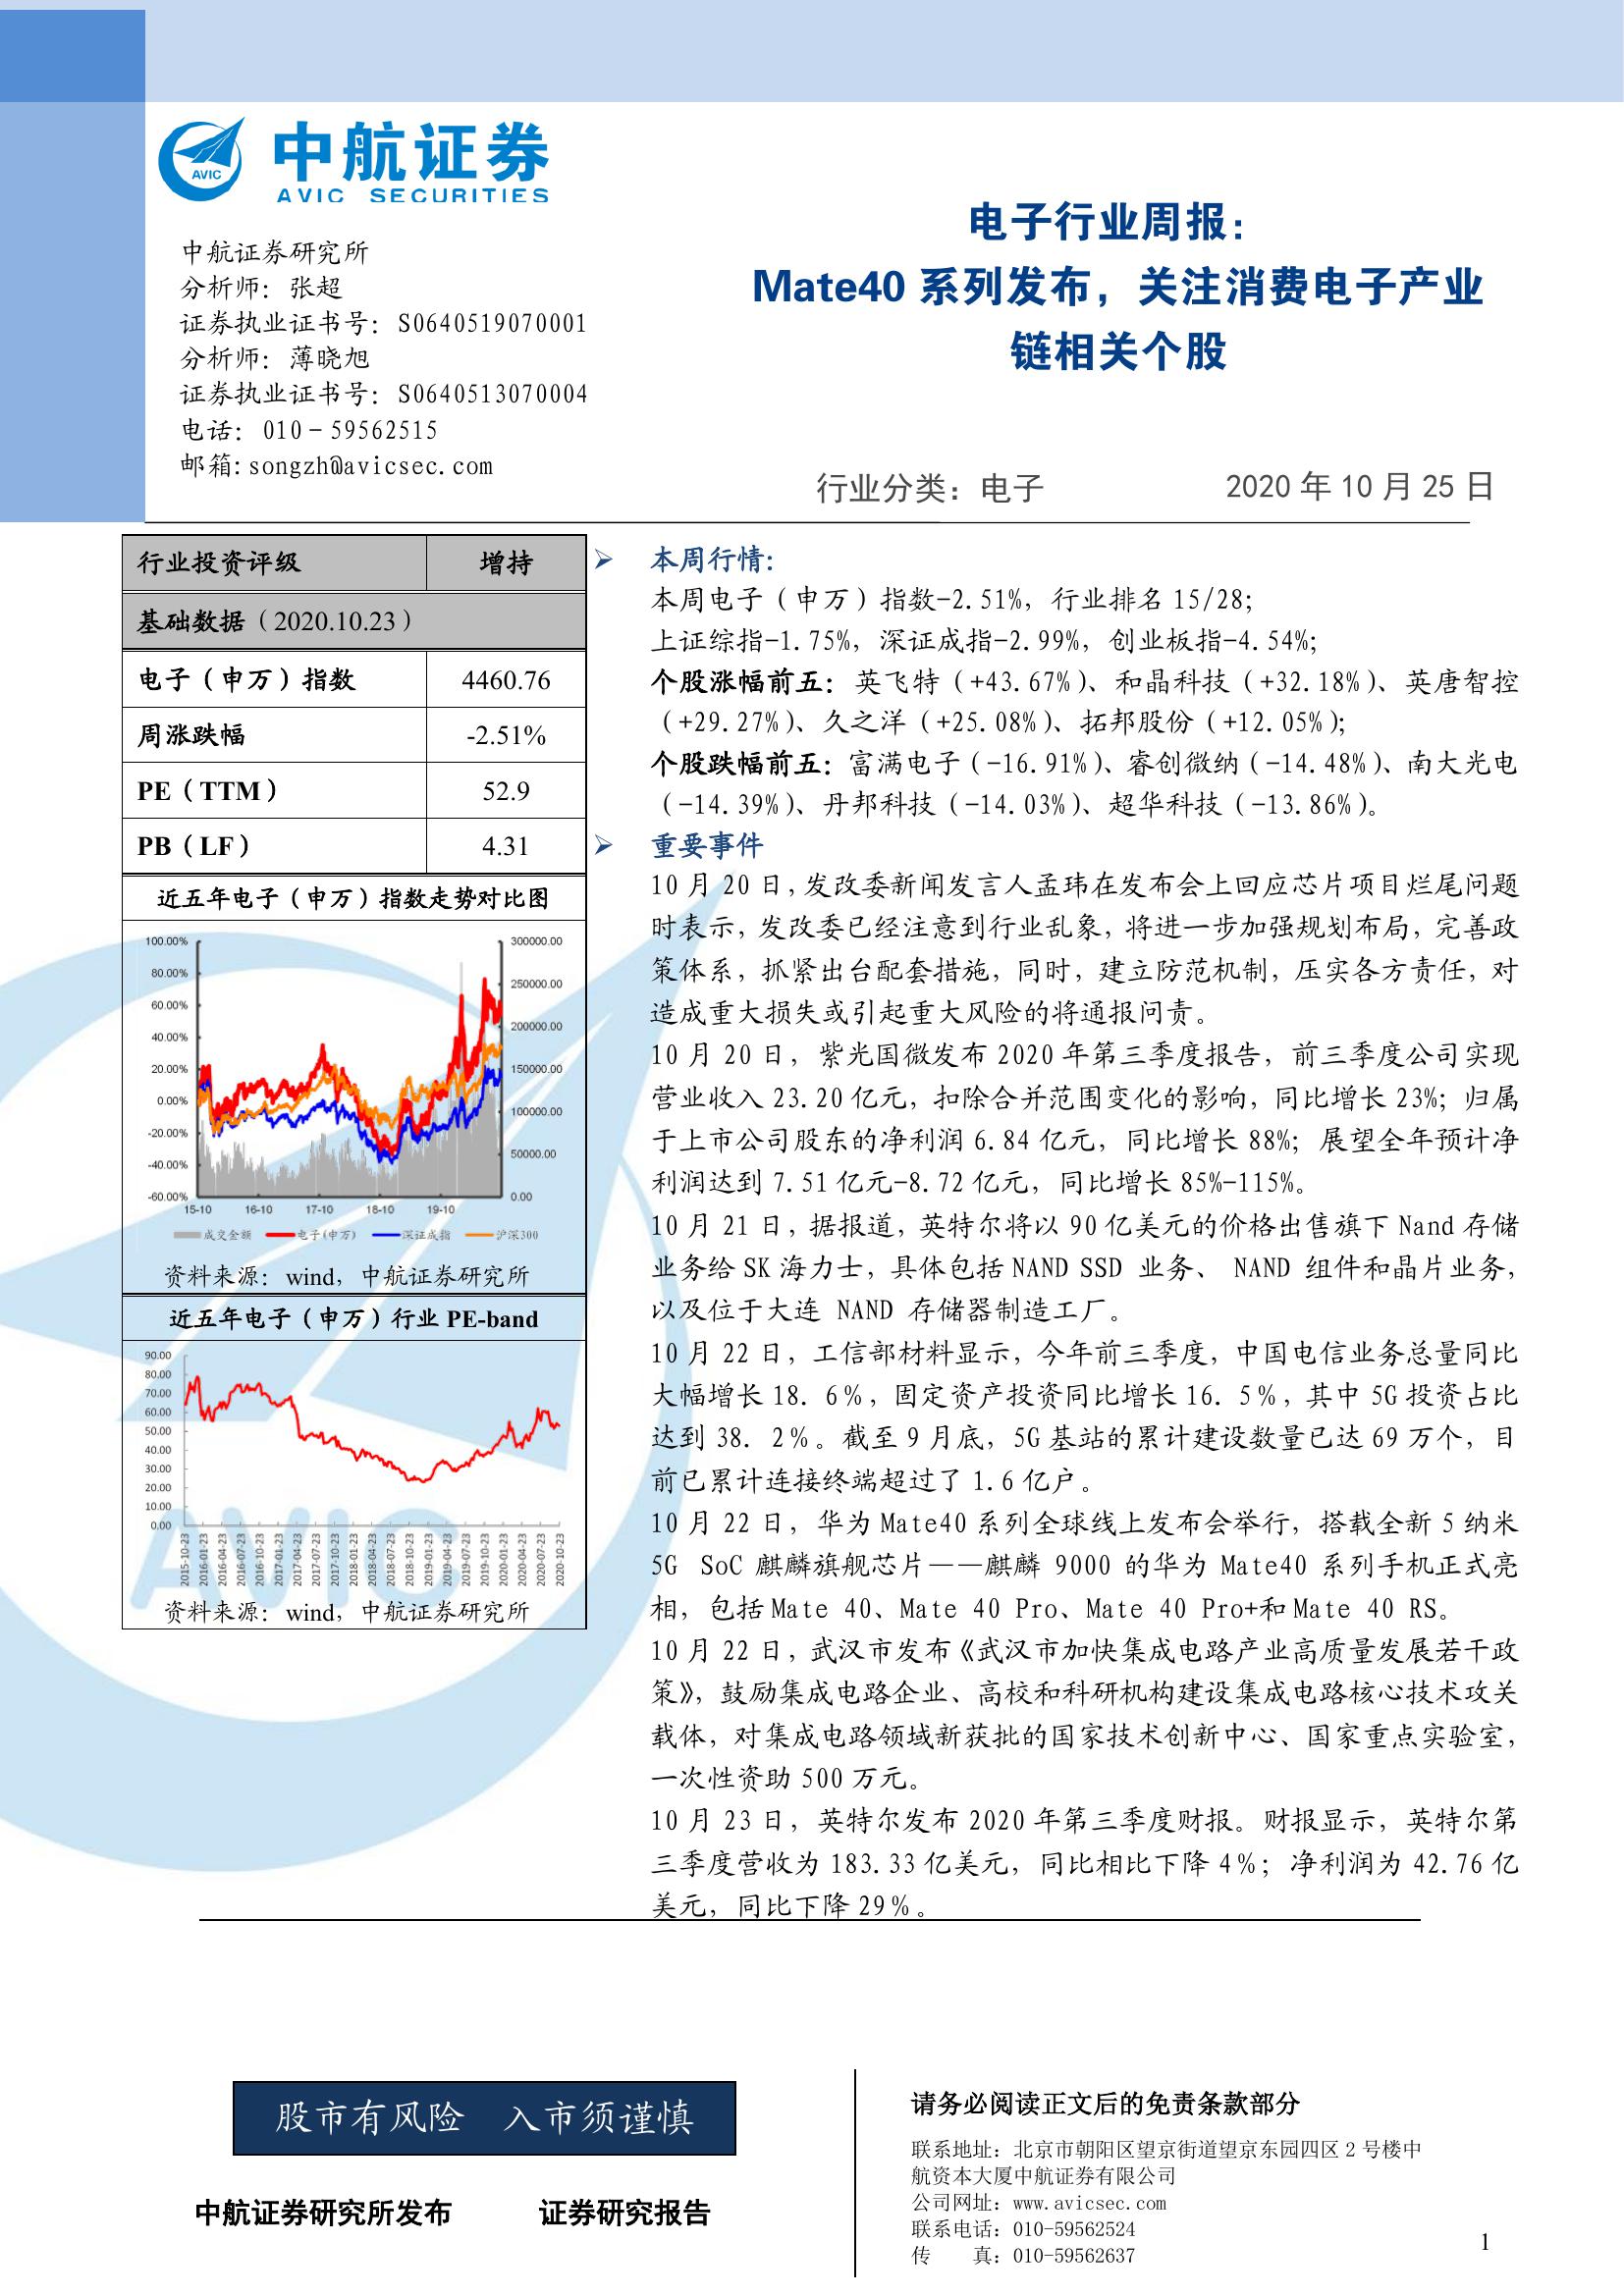 中航证券
AVIC SECURITIES
AVIC
中航证券研究所
分析师：张超
证券执业证书号：S0640519070001
分析师：薄晓旭
证券执业证书号：S0640513070004
电话：010－59562515
邮箱:songzh@avicsec.com
电子行业周报：
Mate40 系列发布，关注消费电子产业
链相关个股
行业分类：电子
2020 年 10 月 25 日
行业投资评级 增持
基础数据（2020.10.23）
电子（申万）指数 4460.76
周涨跌幅 -2.51%
PE（TTM） 52.9
PB（LF） 4.31
近五年电子（申万）指数走势对比图
100.00% 300000.00
80.00% 250000.00
60.00% 200000.00
40.00%
20.00% 150000.00
0.00% 100000.00
-20.00%
-40.00% 50000.00
-60.00% 0.00
15-10 16-10 17-10 18-10 19-10
成交金额 电子(申万) 深证成指 沪深300
资料来源：wind，中航证券研究所
近五年电子（申万）行业 PE-band
90.00
80.00
70.00
60.00
50.00
40.00
30.00
20.00
10.00
0.00
2015-10-23
2016-01-23
2016-04-23
2016-07-23
2016-10-23
2017-01-23
2017-04-23
2017-07-23
2017-10-23
2018-01-23
2018-04-23
2018-07-23
2018-10-23
2019-01-23
2019-04-23
2019-07-23
2019-10-23
2020-01-23
2020-04-23
2020-07-23
2020-10-23
资料来源：wind，中航证券研究所
AVIC
➢ 本周行情：
本周电子（申万）指数-2.51%，行业排名 15/28；
上证综指-1.75%，深证成指-2.99%，创业板指-4.54%；
个股涨幅前五：英飞特（+43.67%）、和晶科技（+32.18%）、英唐智控
（+29.27%）、久之洋（+25.08%）、拓邦股份（+12.05%）；
个股跌幅前五：富满电子（-16.91%）、睿创微纳（-14.48%）、南大光电
（-14.39%）、丹邦科技（-14.03%）、超华科技（-13.86%）。
➢ 重要事件
10 月 20 日，发改委新闻发言人孟玮在发布会上回应芯片项目烂尾问题
时表示，发改委已经注意到行业乱象，将进一步加强规划布局，完善政
策体系，抓紧出台配套措施，同时，建立防范机制，压实各方责任，对
造成重大损失或引起重大风险的将通报问责。
10 月 20 日，紫光国微发布 2020 年第三季度报告，前三季度公司实现
营业收入 23.20 亿元，扣除合并范围变化的影响，同比增长 23%；归属
于上市公司股东的净利润 6.84 亿元，同比增长 88%；展望全年预计净
利润达到 7.51 亿元-8.72 亿元，同比增长 85%-115%。
10 月 21 日，据报道，英特尔将以 90 亿美元的价格出售旗下 Nand 存储
业务给 SK 海力士，具体包括 NAND SSD 业务、 NAND 组件和晶片业务，
以及位于大连 NAND 存储器制造工厂。
10 月 22 日，工信部材料显示，今年前三季度，中国电信业务总量同比
大幅增长 18．6％，固定资产投资同比增长 16．5％，其中 5G 投资占比
达到 38．2％。截至 9 月底，5G 基站的累计建设数量已达 69 万个，目
前已累计连接终端超过了 1.6 亿户。
10 月 22 日，华为 Mate40 系列全球线上发布会举行，搭载全新 5 纳米
5G SoC 麒麟旗舰芯片——麒麟 9000 的华为 Mate40 系列手机正式亮
相，包括 Mate 40、Mate 40 Pro、Mate 40 Pro+和 Mate 40 RS。
10 月 22 日，武汉市发布《武汉市加快集成电路产业高质量发展若干政
策》，鼓励集成电路企业、高校和科研机构建设集成电路核心技术攻关
载体，对集成电路领域新获批的国家技术创新中心、国家重点实验室，
一次性资助 500 万元。
10 月 23 日，英特尔发布 2020 年第三季度财报。财报显示，英特尔第
三季度营收为 183.33 亿美元，同比相比下降 4％；净利润为 42.76 亿
美元，同比下降 29％。
股市有风险 入市须谨慎
中航证券研究所发布 证券研究报告
请务必阅读正文后的免责条款部分
联系地址：北京市朝阳区望京街道望京东园四区 2 号楼中
航资本大厦中航证券有限公司
公司网址：www.avicsec.com
联系电话：010-59562524
传 真：010-59562637
1